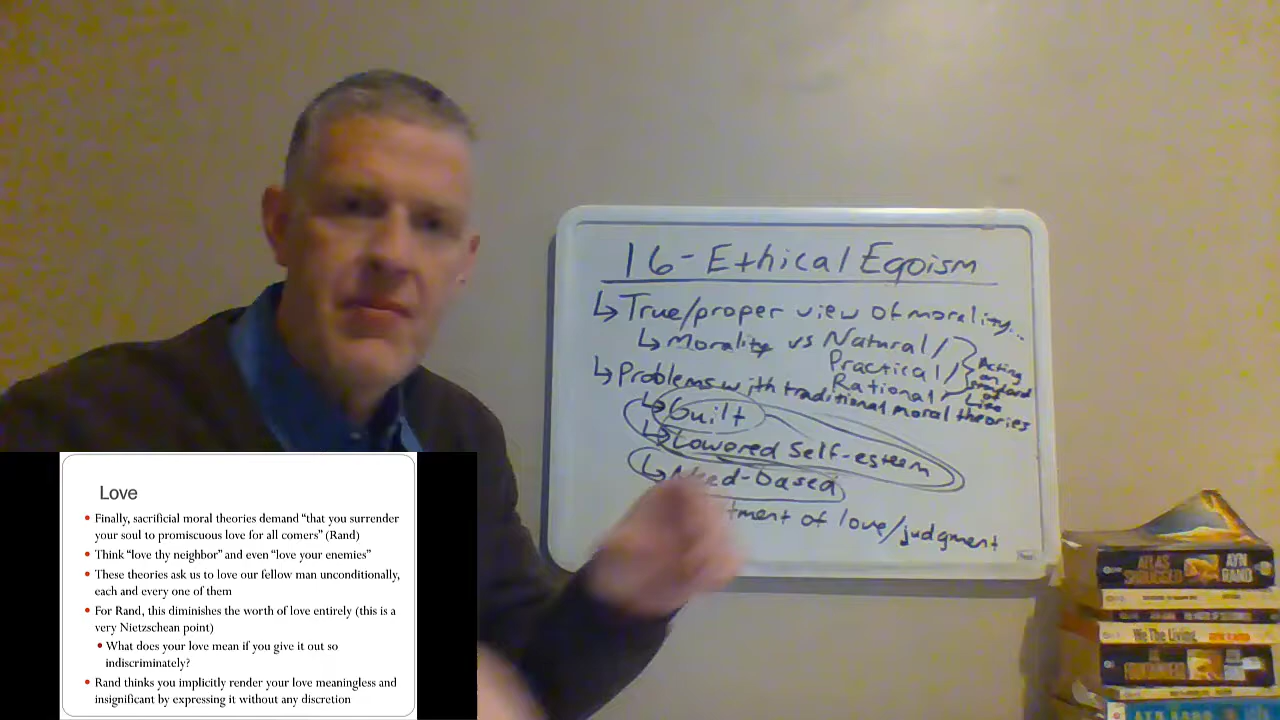 16 - Ethical Egoism
↳ True/proper view of morality...
↳ Morality vs Natural/
Practical/
Rational
Acting
on
standard
of
Life
↳ Problems with traditional moral theories
↳ Guilt
↳ Lowered self-esteem
↳ Need-based
tment of love/judgment
Love
• Finally, sacrificial moral theories demand “that you surrender
your soul to promiscuous love for all comers” (Rand)
• Think “love thy neighbor” and even “love your enemies”
• These theories ask us to love our fellow man unconditionally,
each and every one of them
• For Rand, this diminishes the worth of love entirely (this is a
very Nietzschean point)
• What does your love mean if you give it out so
indiscriminately?
• Rand thinks you implicitly render your love meaningless and
insignificant by expressing it without any discretion
ATLAS
SHRUGGED
AYN
RAND
We The Living
AYN RAND